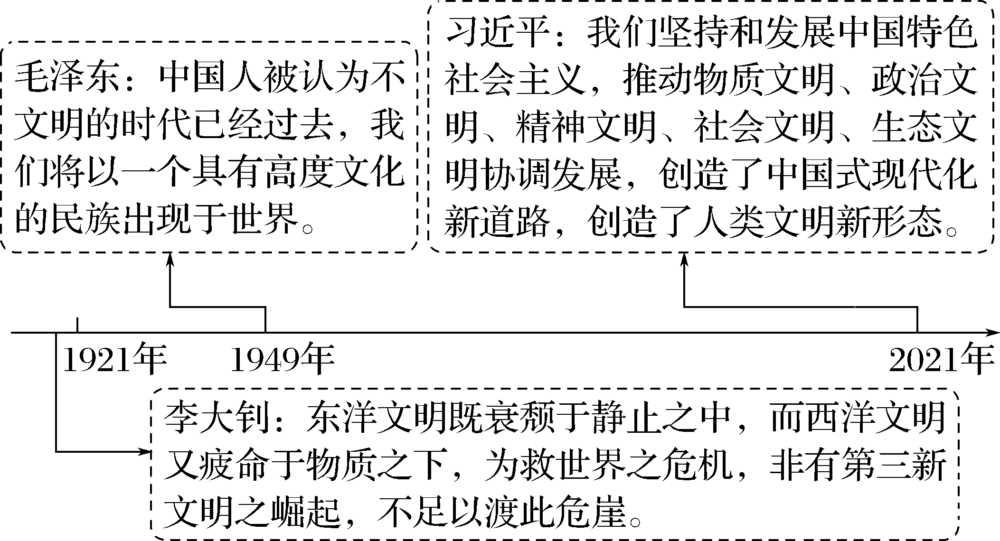 毛泽东：中国人被认为不
文明的时代已经过去，我
们将以一个具有高度文化
的民族出现于世界。
习近平：我们坚持和发展中国特色
社会主义，推动物质文明、政治文
明、精神文明、社会文明、生态文
明协调发展，创造了中国式现代化
新道路，创造了人类文明新形态。
1921年
1949年
2021年
李大钊：东洋文明既衰颓于静止之中，而西洋文明
又疲命于物质之下，为救世界之危机，非有第三新
文明之崛起，不足以渡此危崖。